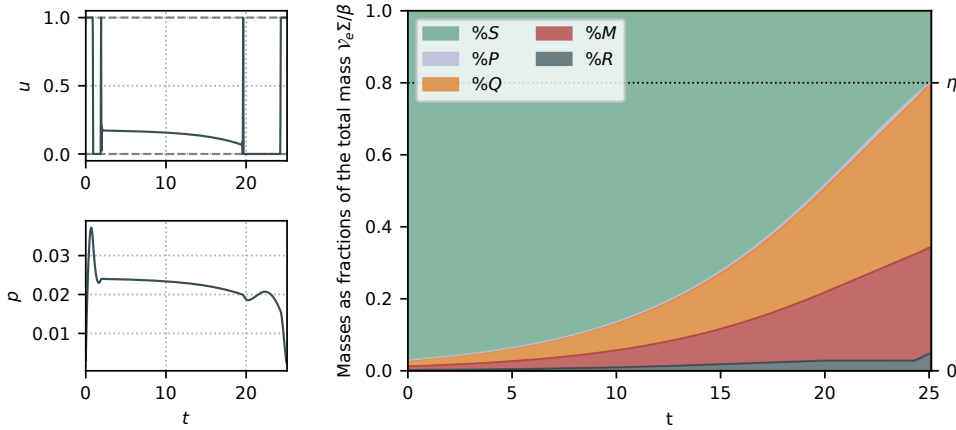 1.0
0.5
0.0
u
0
10
20
0.03
0.02
0.01
p
0
10
20
t
Masses as fractions of the total mass 𝒱ₑΣ/β
1.0
0.8
0.6
0.4
0.2
0.0
%S
%P
%Q
%M
%R
η
0
0
5
10
15
20
25
t